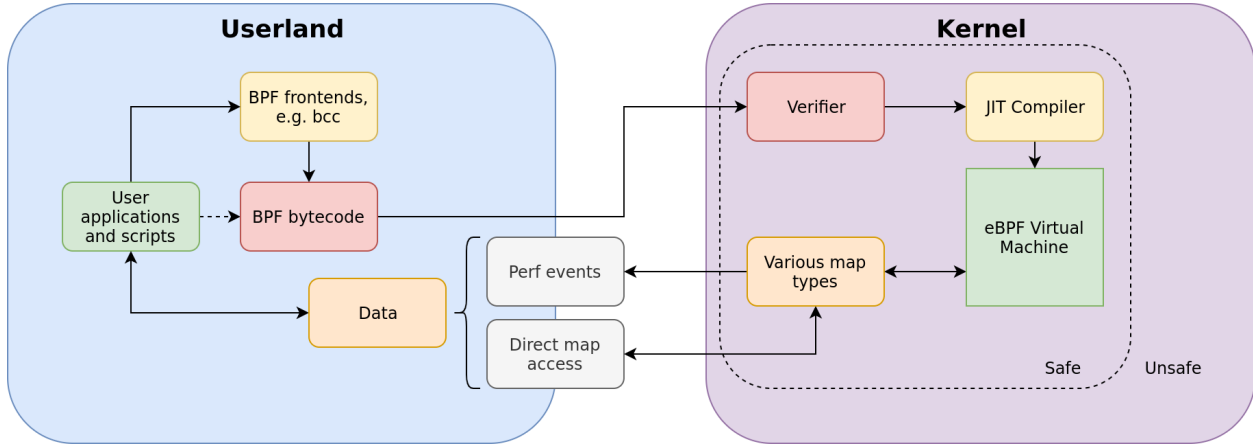 Userland
BPF frontends,
e.g. bcc
User
applications
and scripts
BPF bytecode
Data
Perf events
Direct map
access
Kernel
Verifier
JIT Compiler
eBPF Virtual
Machine
Various map
types
Safe
Unsafe